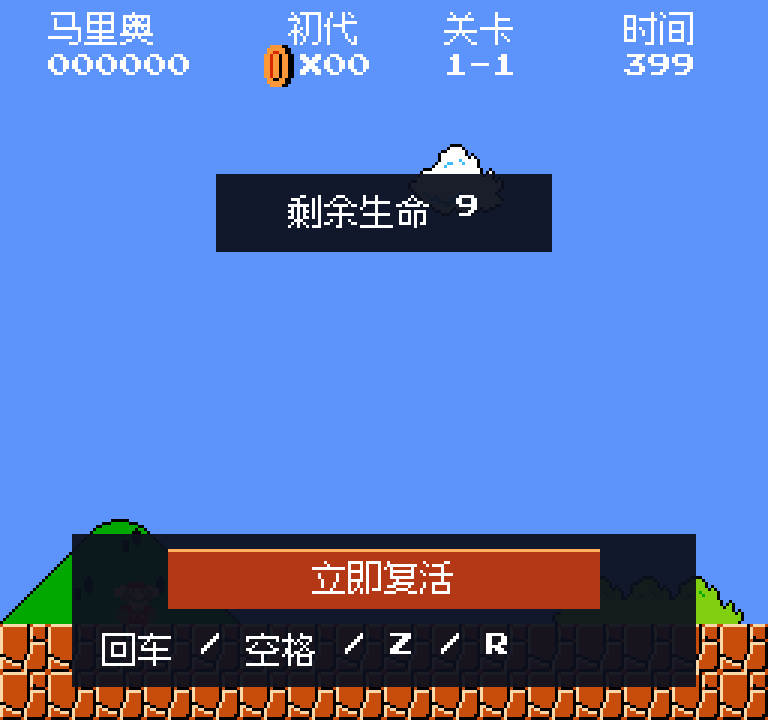 马里奥 初代 关卡 时间
000000 ×00 1-1 399
剩余生命 9
立即复活
回车 / 空格 / Z / R